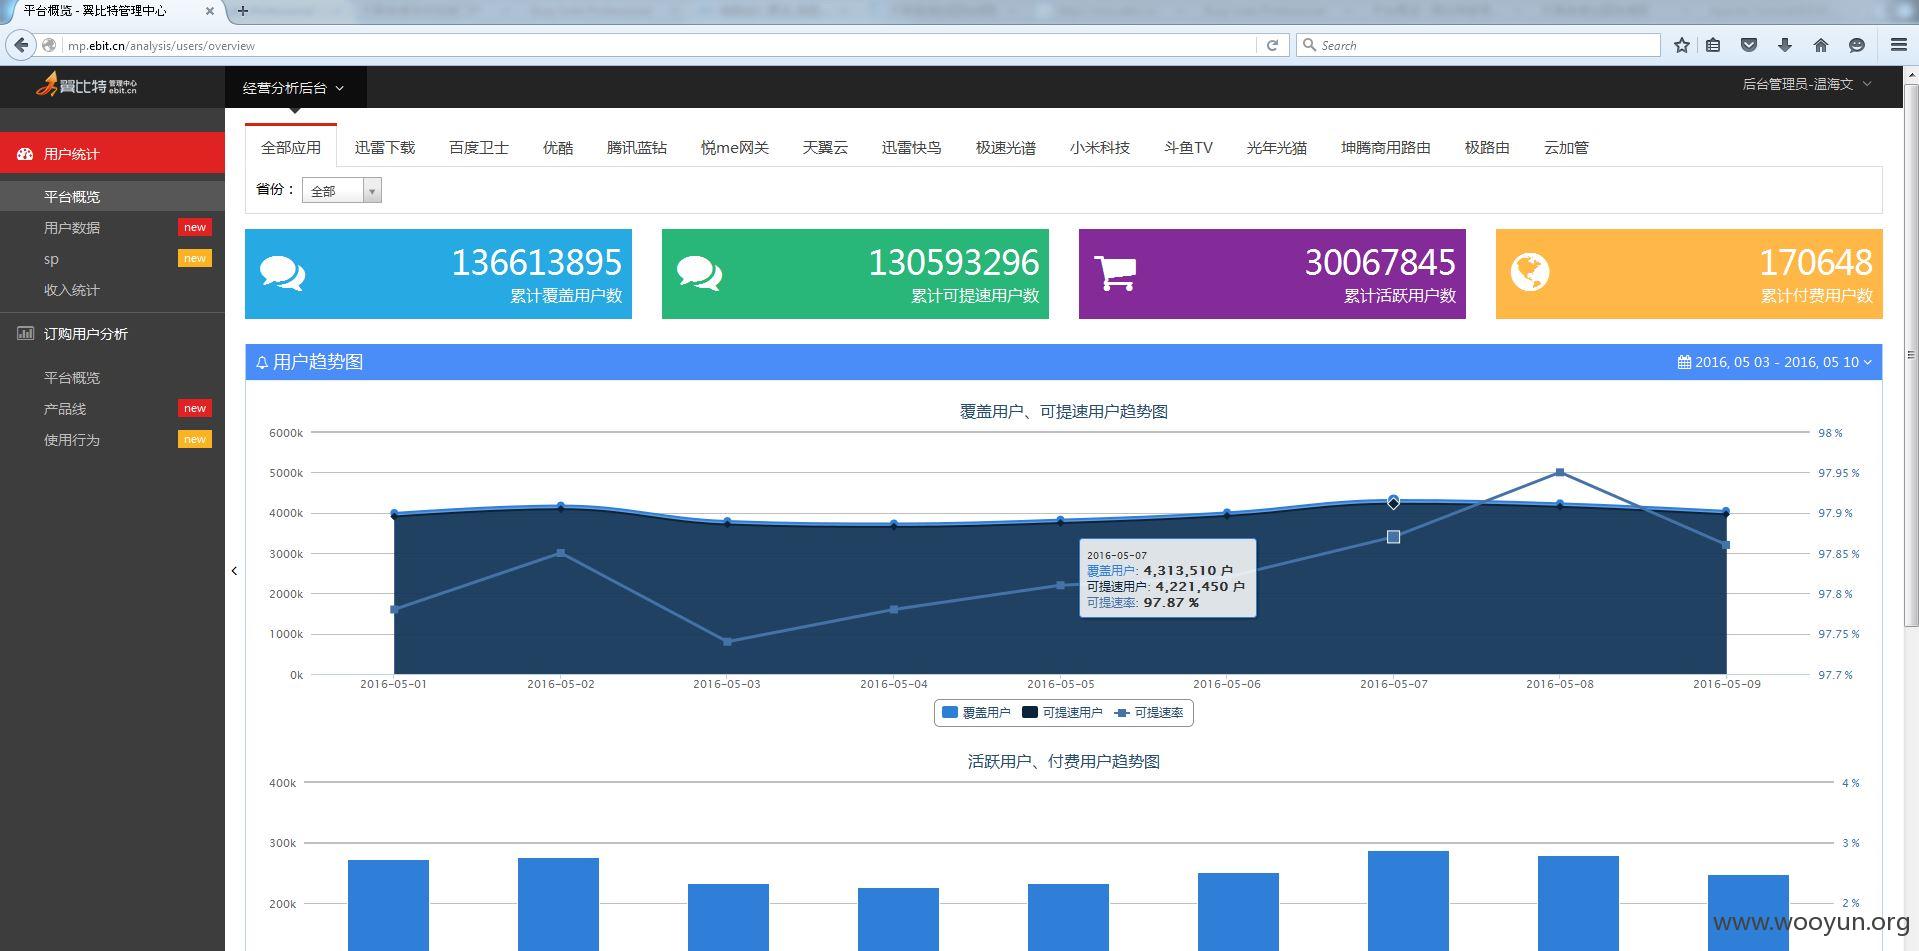 平台概览 - 翼比特管理中心
mp.ebit.cn/analysis/users/overview
Search
翼比特 管理中心 ebit.cn
经营分析后台
后台管理员-温海文
用户统计
平台概览
用户数据 new
sp new
收入统计
订购用户分析
平台概览
产品线 new
使用行为 new
全部应用 迅雷下载 百度卫士 优酷 腾讯蓝钻 悦me网关 天翼云 迅雷快鸟 极速光谱 小米科技 斗鱼TV 光年光猫 坤腾商用路由 极路由 云加管
省份： 全部
136613895
累计覆盖用户数
130593296
累计可提速用户数
30067845
累计活跃用户数
170648
累计付费用户数
用户趋势图
2016, 05 03 - 2016, 05 10
覆盖用户、可提速用户趋势图
6000k 98 %
5000k 97.95 %
4000k 97.9 %
3000k 97.85 %
2000k 97.8 %
1000k 97.75 %
0k 97.7 %
2016-05-07
覆盖用户: 4,313,510 户
可提速用户: 4,221,450 户
可提速率: 97.87 %
2016-05-01 2016-05-02 2016-05-03 2016-05-04 2016-05-05 2016-05-06 2016-05-07 2016-05-08 2016-05-09
覆盖用户 可提速用户 可提速率
活跃用户、付费用户趋势图
400k 4 %
300k 3 %
200k 2 %
www.wooyun.org